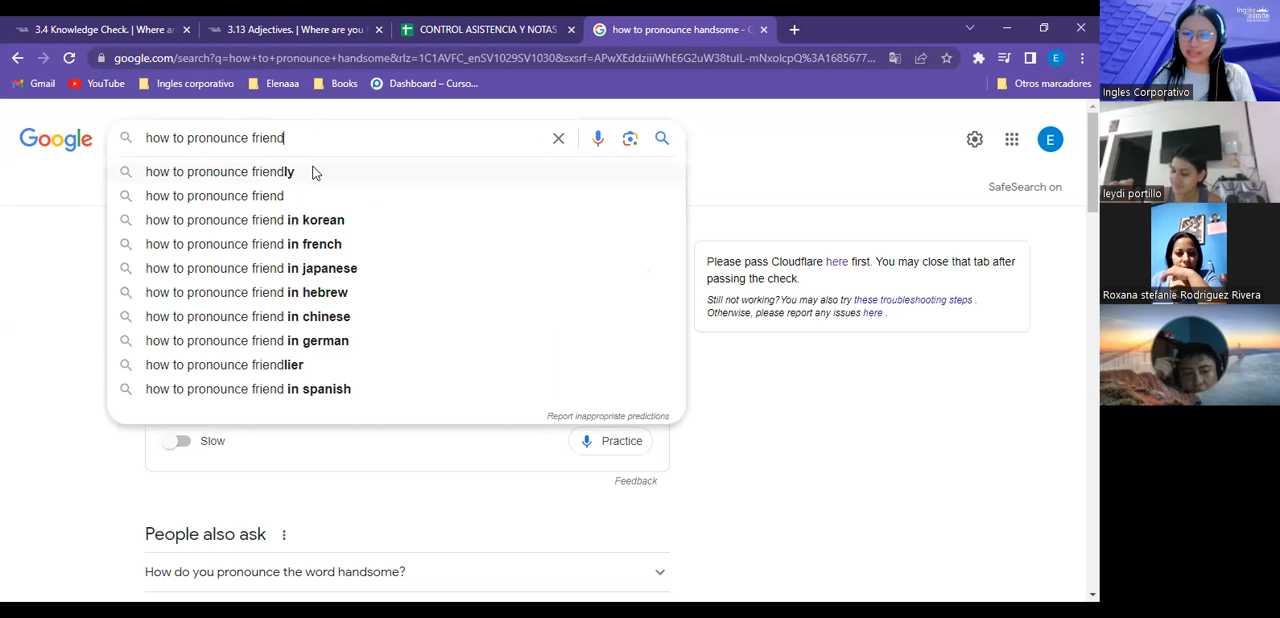 3.4 Knowledge Check. | Where ar
3.13 Adjectives. | Where are you f
CONTROL ASISTENCIA Y NOTAS
how to pronounce handsome - G
google.com/search?q=how+to+pronounce+handsome&rlz=1C1AVFC_enSV1029SV1030&sxsrf=APwXEddziiiWhE6G2uW38tuIL-mNxoIcpQ%3A1685677...
E
Gmail
YouTube
Ingles corporativo
Elenaaa
Books
Dashboard – Curso...
Otros marcadores
Google
how to pronounce friend
E
how to pronounce friendly
how to pronounce friend
how to pronounce friend in korean
how to pronounce friend in french
how to pronounce friend in japanese
how to pronounce friend in hebrew
how to pronounce friend in chinese
how to pronounce friend in german
how to pronounce friendlier
how to pronounce friend in spanish
Report inappropriate predictions
SafeSearch on
Please pass Cloudflare here first. You may close that tab after
passing the check.
Still not working? You may also try these troubleshooting steps .
Otherwise, please report any issues here .
Slow
Practice
Feedback
People also ask
How do you pronounce the word handsome?
Ingles Corporativo
leydi portillo
Roxana stefanie Rodriguez Rivera